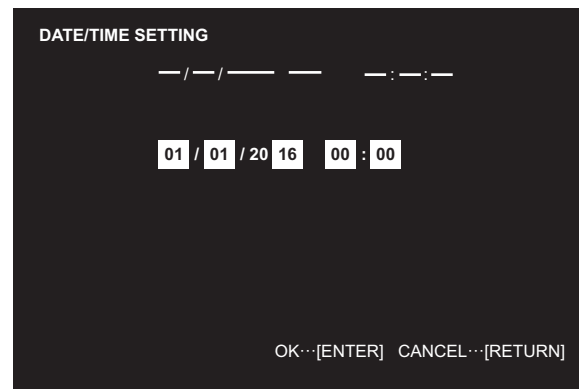 DATE/TIME SETTING
––/––/–––– –– ––:––:––
01 / 01 / 20 16 00 : 00
OK···[ENTER] CANCEL···[RETURN]